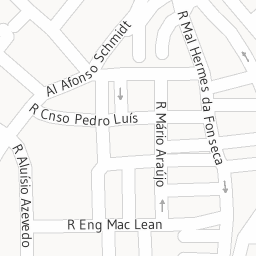 Al Afonso Schmidt
R Mal Hermes da Fonseca
R Cnso Pedro Luís
R Mário Araújo
R Aluísio Azevedo
R Eng Mac Lean